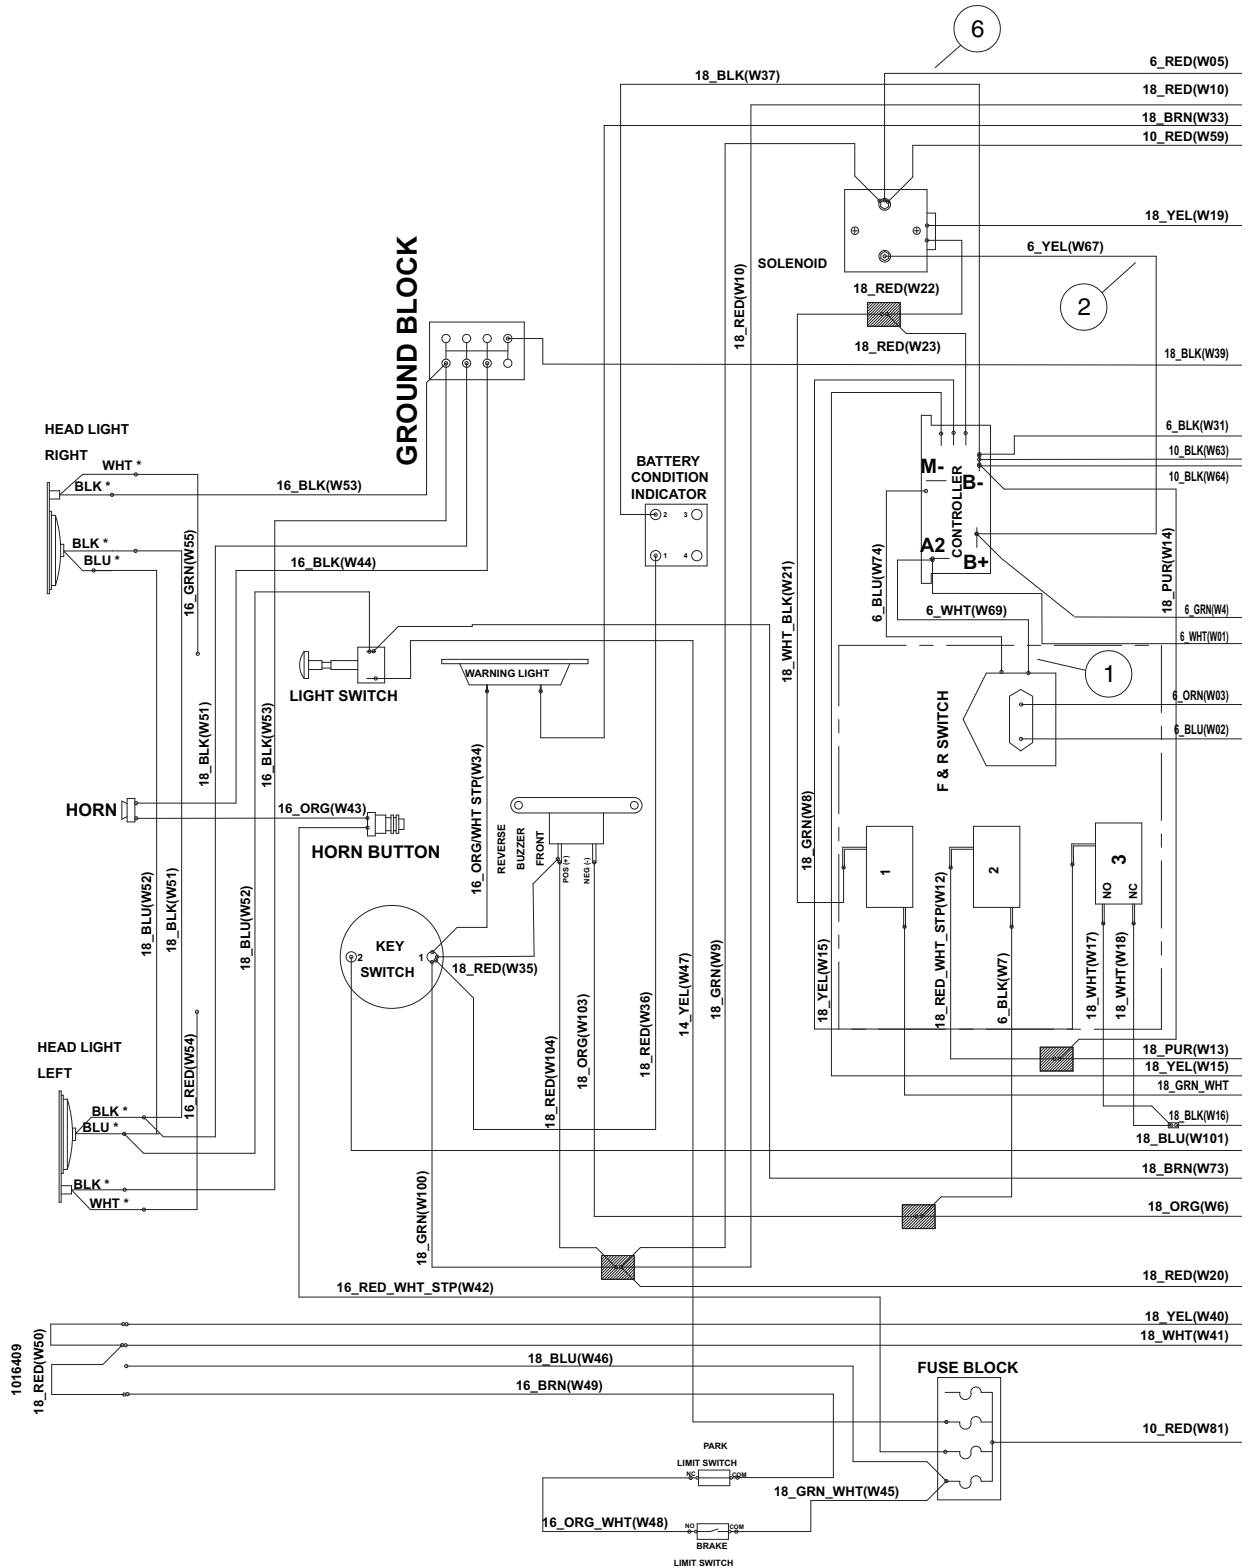 6
6_RED(W05)
18_BLK(W37)
18_RED(W10)
18_BRN(W33)
10_RED(W59)
18_YEL(W19)
6_YEL(W67)
SOLENOID
18_RED(W22)
2
18_RED(W10)
GROUND BLOCK
18_RED(W23)
18_BLK(W39)
HEAD LIGHT
RIGHT
WHT *
BLK *
16_BLK(W53)
BATTERY
CONDITION
INDICATOR
2
3
1
4
6_BLK(W31)
10_BLK(W63)
10_BLK(W64)
M-
B-
CONTROLLER
A2
B+
BLK *
BLU *
16_GRN(W55)
16_BLK(W44)
18_WHT_BLK(W21)
6_BLU(W74)
6_WHT(W69)
18_PUR(W14)
6_GRN(W4)
6_WHT(W01)
1
LIGHT SWITCH
WARNING LIGHT
6_ORN(W03)
6_BLU(W02)
F & R SWITCH
18_BLK(W51)
16_BLK(W53)
HORN
16_ORG(W43)
HORN BUTTON
16_ORG/WHT STP(W34)
REVERSE
BUZZER
FRONT
POS (+)
NEG (-)
18_GRN(W8)
1
2
3
NO
NC
18_BLU(W52)
18_BLK(W51)
18_BLU(W52)
KEY
SWITCH
2
1
18_RED(W35)
18_RED(W104)
18_ORG(W103)
18_RED(W36)
14_YEL(W47)
18_GRN(W9)
18_YEL(W15)
18_RED_WHT_STP(W12)
6_BLK(W7)
18_WHT(W17)
18_WHT(W18)
HEAD LIGHT
LEFT
16_RED(W54)
BLK *
BLU *
BLK *
WHT *
18_PUR(W13)
18_YEL(W15)
18_GRN_WHT
18_BLK(W16)
18_BLU(W101)
18_BRN(W73)
18_ORG(W6)
18_GRN(W100)
18_RED(W20)
16_RED_WHT_STP(W42)
18_YEL(W40)
18_WHT(W41)
1016409
18_RED(W50)
18_BLU(W46)
16_BRN(W49)
FUSE BLOCK
10_RED(W81)
PARK
LIMIT SWITCH
NC
COM
18_GRN_WHT(W45)
16_ORG_WHT(W48)
NO
COM
BRAKE
LIMIT SWITCH